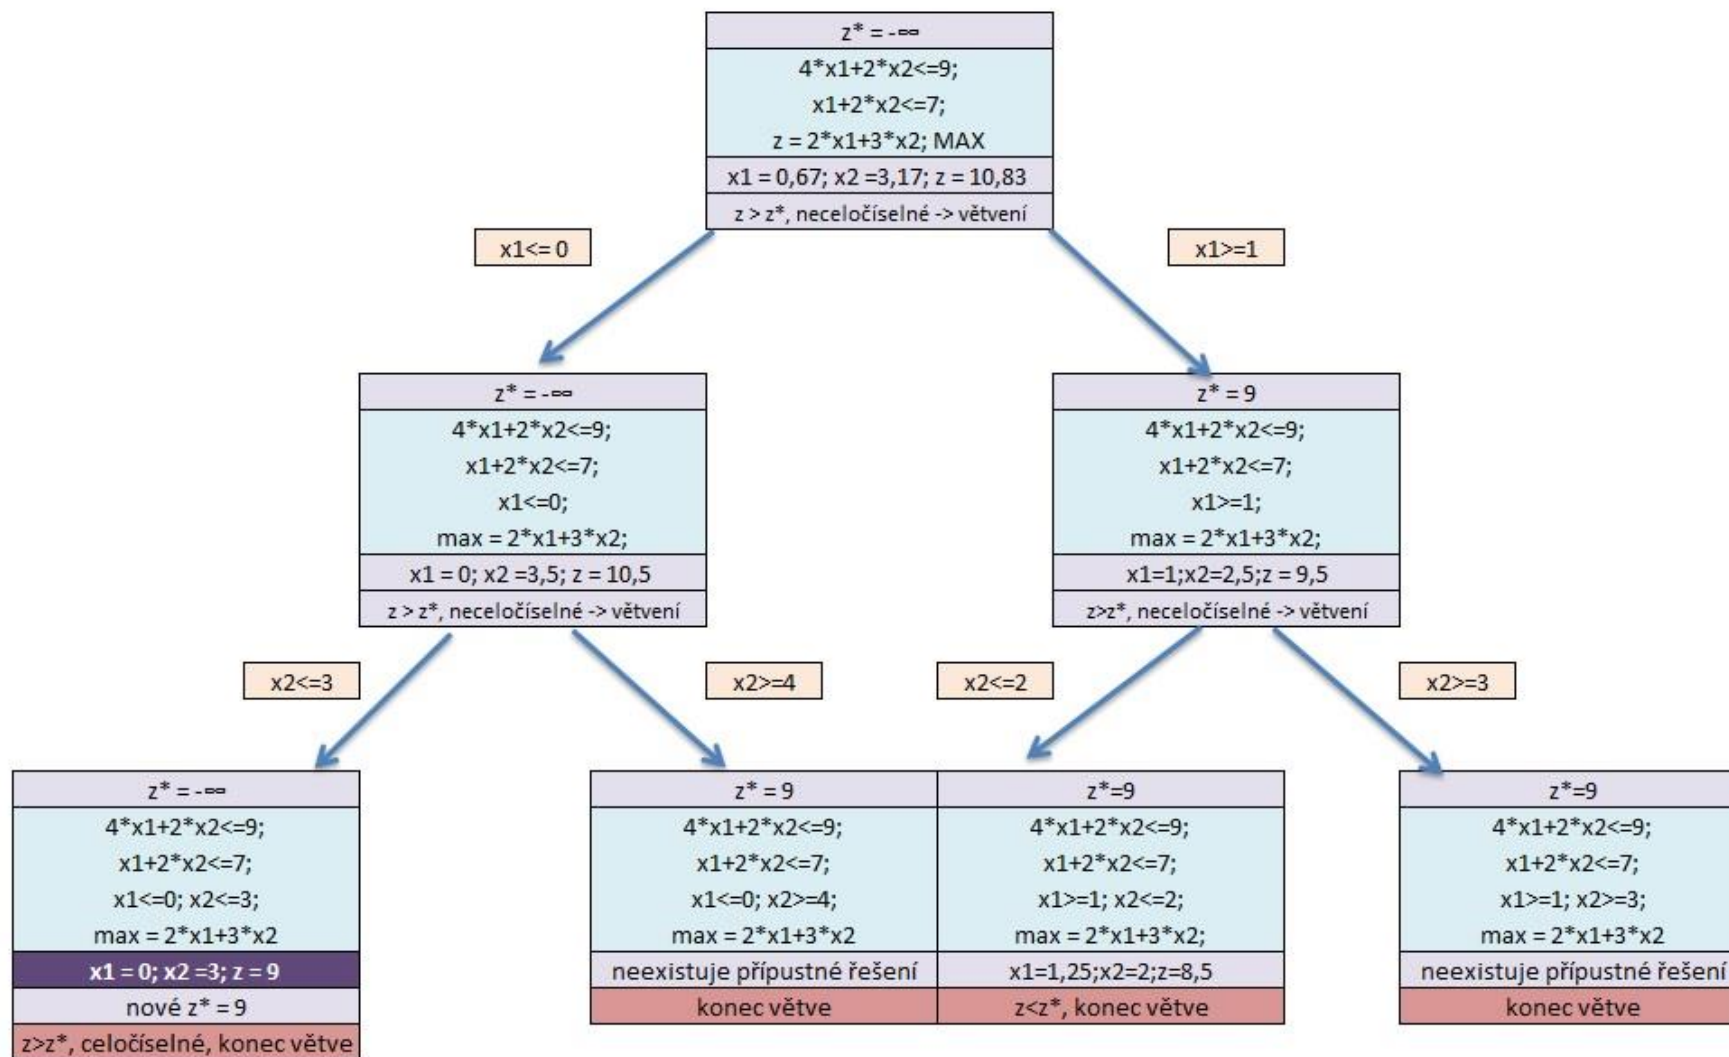 z* = -∞
4*x1+2*x2<=9;
x1+2*x2<=7;
z = 2*x1+3*x2; MAX
x1 = 0,67; x2 =3,17; z = 10,83
z > z*, neceločíselné -> větvení
x1<= 0
x1>=1
z* = -∞
4*x1+2*x2<=9;
x1+2*x2<=7;
x1<=0;
max = 2*x1+3*x2;
x1 = 0; x2 =3,5; z = 10,5
z > z*, neceločíselné -> větvení
z* = 9
4*x1+2*x2<=9;
x1+2*x2<=7;
x1>=1;
max = 2*x1+3*x2;
x1=1;x2=2,5;z = 9,5
z>z*, neceločíselné -> větvení
x2<=3
x2>=4
x2<=2
x2>=3
z* = -∞
4*x1+2*x2<=9;
x1+2*x2<=7;
x1<=0; x2<=3;
max = 2*x1+3*x2
x1 = 0; x2 =3; z = 9
nové z* = 9
z>z*, celočíselné, konec větve
z* = 9
4*x1+2*x2<=9;
x1+2*x2<=7;
x1<=0; x2>=4;
max = 2*x1+3*x2
neexistuje přípustné řešení
konec větve
z*=9
4*x1+2*x2<=9;
x1+2*x2<=7;
x1>=1; x2<=2;
max = 2*x1+3*x2;
x1=1,25;x2=2;z=8,5
z<z*, konec větve
z*=9
4*x1+2*x2<=9;
x1+2*x2<=7;
x1>=1; x2>=3;
max = 2*x1+3*x2
neexistuje přípustné řešení
konec větve